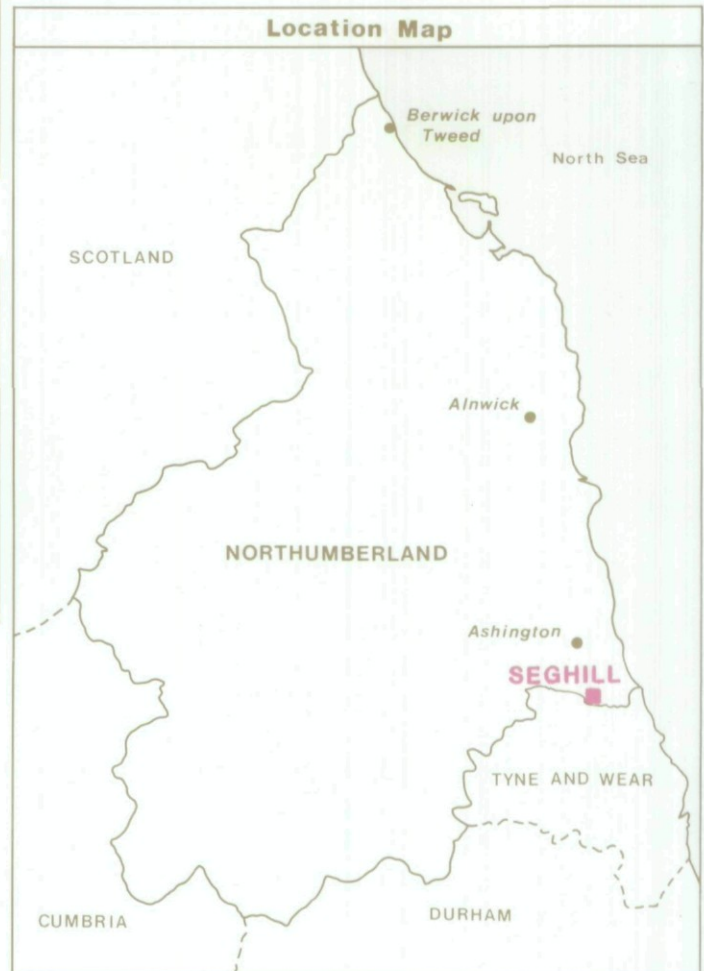 Location Map
Berwick upon
Tweed
North Sea
SCOTLAND
Alnwick
NORTHUMBERLAND
Ashington
SEGHILL
TYNE AND WEAR
CUMBRIA
DURHAM